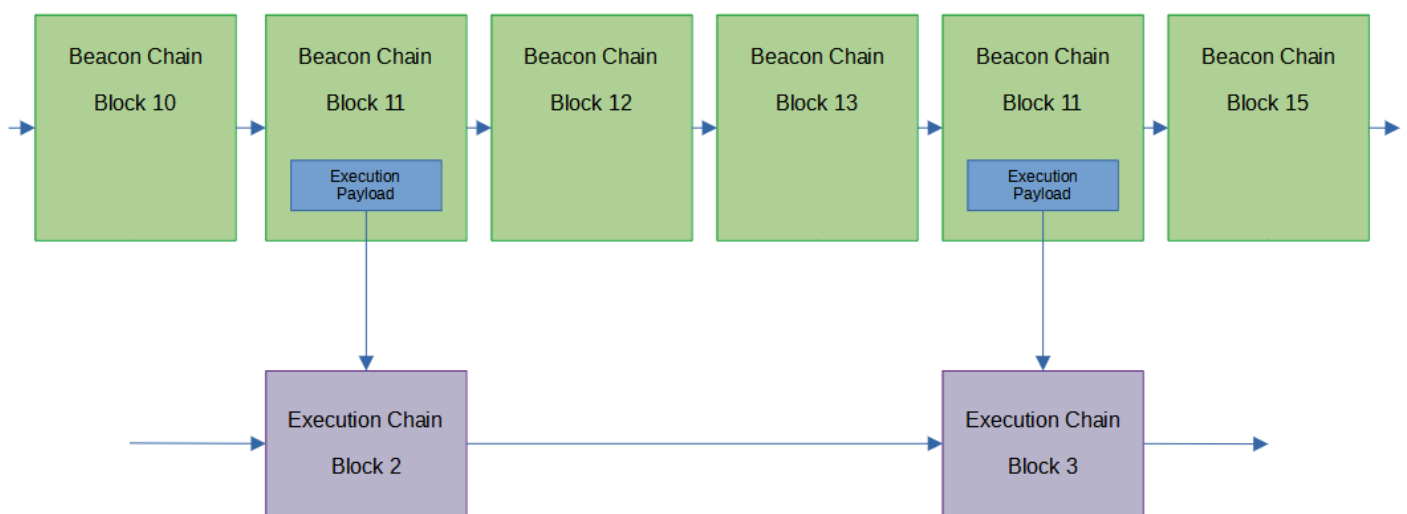 Beacon Chain
Block 10
Beacon Chain
Block 11
Execution
Payload
Beacon Chain
Block 12
Beacon Chain
Block 13
Beacon Chain
Block 11
Execution
Payload
Beacon Chain
Block 15
Execution Chain
Block 2
Execution Chain
Block 3